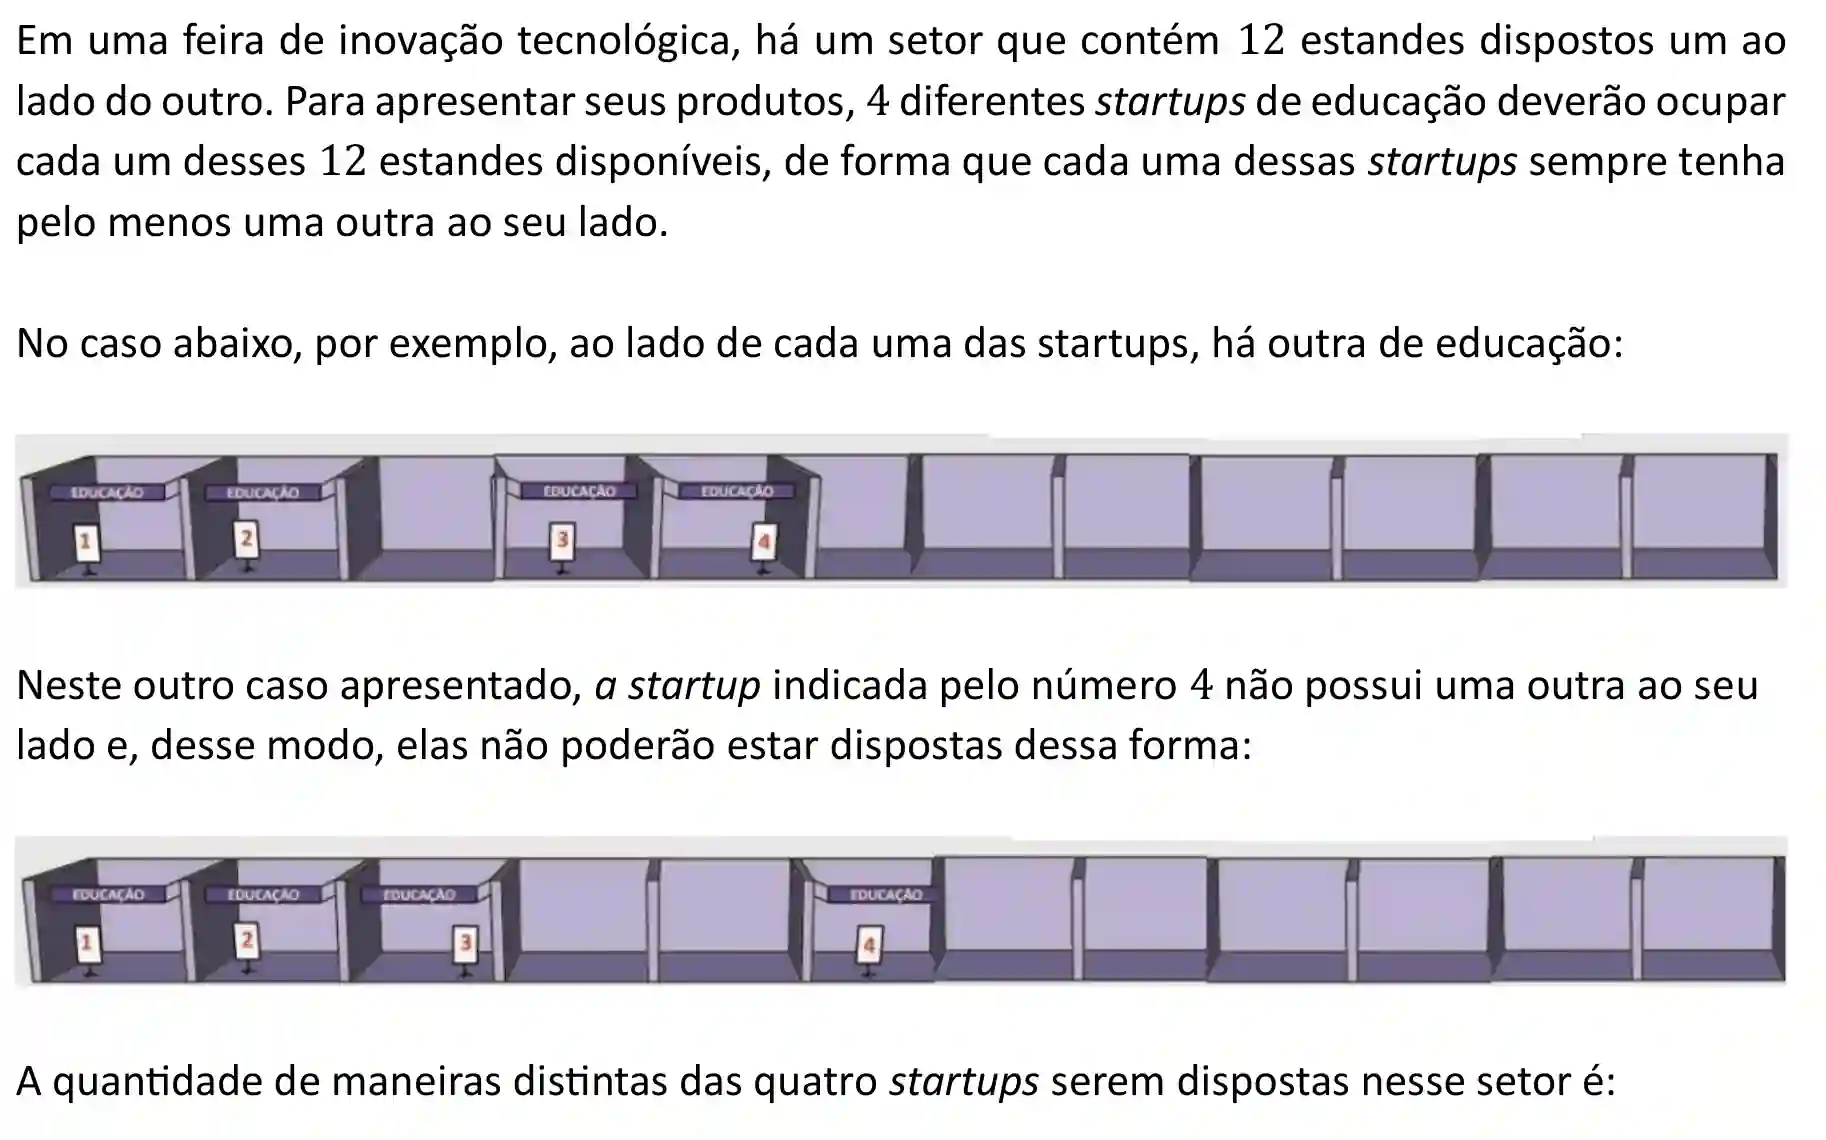 Em uma feira de inovação tecnológica, há um setor que contém 12 estandes dispostos um ao
lado do outro. Para apresentar seus produtos, 4 diferentes startups de educação deverão ocupar
cada um desses 12 estandes disponíveis, de forma que cada uma dessas startups sempre tenha
pelo menos uma outra ao seu lado.
No caso abaixo, por exemplo, ao lado de cada uma das startups, há outra de educação:
EDUCAÇÃO EDUCAÇÃO EDUCAÇÃO EDUCAÇÃO
1 2 3 4
Neste outro caso apresentado, a startup indicada pelo número 4 não possui uma outra ao seu
lado e, desse modo, elas não poderão estar dispostas dessa forma:
EDUCAÇÃO EDUCAÇÃO EDUCAÇÃO EDUCAÇÃO
1 2 3 4
A quantidade de maneiras distintas das quatro startups serem dispostas nesse setor é: